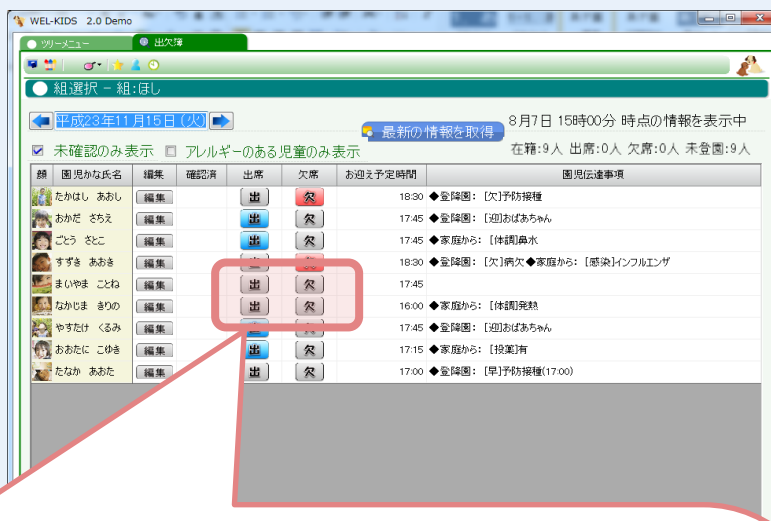 WEL-KIDS 2.0 Demo
ツリーメニュー 出欠簿
組選択 − 組:ほし
平成23年11月15日(火) 最新の情報を取得 8月7日 15時00分 時点の情報を表示中
未確認のみ表示 アレルギーのある児童のみ表示 在籍:9人 出席:0人 欠席:0人 未登園:9人
顔 園児かな氏名 編集 確認済 出席 欠席 お迎え予定時間 園児伝達事項
たかはし あおし 編集 出 欠 18:30 ◆登降園: [欠]予防接種
おかだ さちえ 編集 出 欠 17:45 ◆登降園: [迎]おばあちゃん
ごとう さとこ 編集 出 欠 17:45 ◆家庭から: [体調]鼻水
すずき あおき 編集 出 欠 18:30 ◆登降園: [欠]病欠◆家庭から: [感染]インフルエンザ
まいやま ことね 編集 出 欠 17:45
なかじま きりの 編集 出 欠 16:00 ◆家庭から: [体調]発熱
やすたけ くるみ 編集 出 欠 17:45 ◆登降園: [迎]おばあちゃん
おおたに こゆき 編集 出 欠 17:15 ◆家庭から: [投薬]有
たなか あおた 編集 出 欠 17:00 ◆登降園: [早]予防接種(17:00)